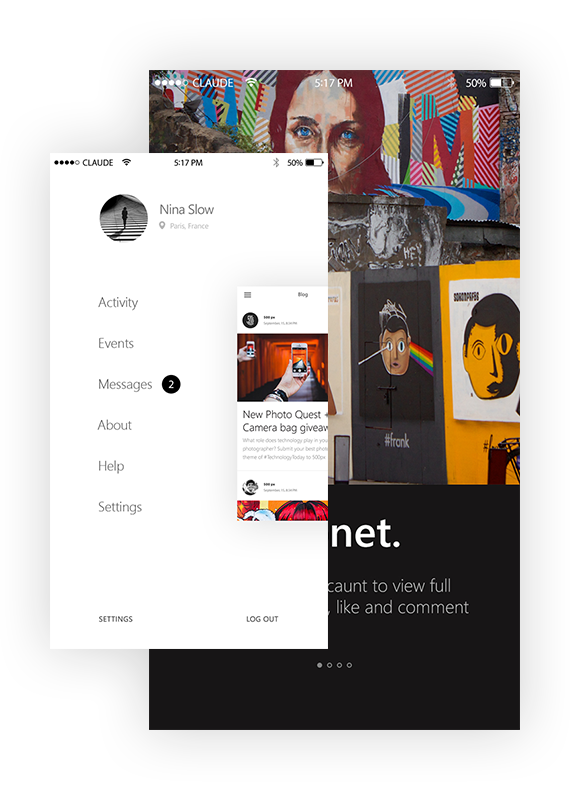 CLAUDE 5:17 PM 50%
CLAUDE 5:17 PM 50%
Nina Slow
Paris, France
Activity
Events
Messages 2
About
Help
Settings
SETTINGS LOG OUT
Blog
500 px
September, 15, 8:34 PM
New Photo Quest +
Camera bag giveaw
What role does technology play in you
photographer? Submit your best photo
theme of #TechnologyToday to 500px.
500 px
September, 15, 8:34 PM
#fronk
net.
caunt to view full
, like and comment